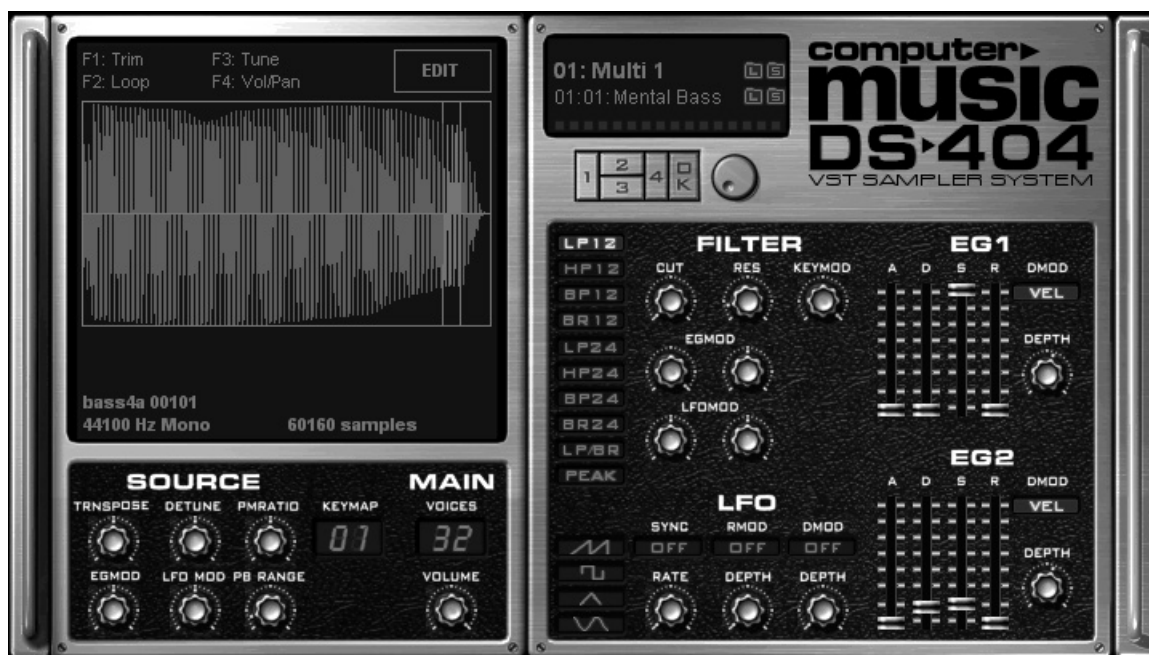 F1: Trim F3: Tune EDIT
F2: Loop F4: Vol/Pan
bass4a 00101
44100 Hz Mono 60160 samples
SOURCE MAIN
TRNSPOSE DETUNE PMRATIO KEYMAP VOICES
01 32
EGMOD LFO MOD PB RANGE VOLUME
01: Multi 1 L S
01:01: Mental Bass L S
1 2 3 4 OK
computer
music
DS 404
VST SAMPLER SYSTEM
LP12
HP12
BP12
BR12
LP24
HP24
BP24
BR24
LP/BR
PEAK
FILTER
CUT RES KEYMOD
EGMOD
LFOMOD
LFO
SYNC RMOD DMOD
OFF OFF OFF
RATE DEPTH DEPTH
EG1
A D S R DMOD
VEL
DEPTH
EG2
A D S R DMOD
VEL
DEPTH